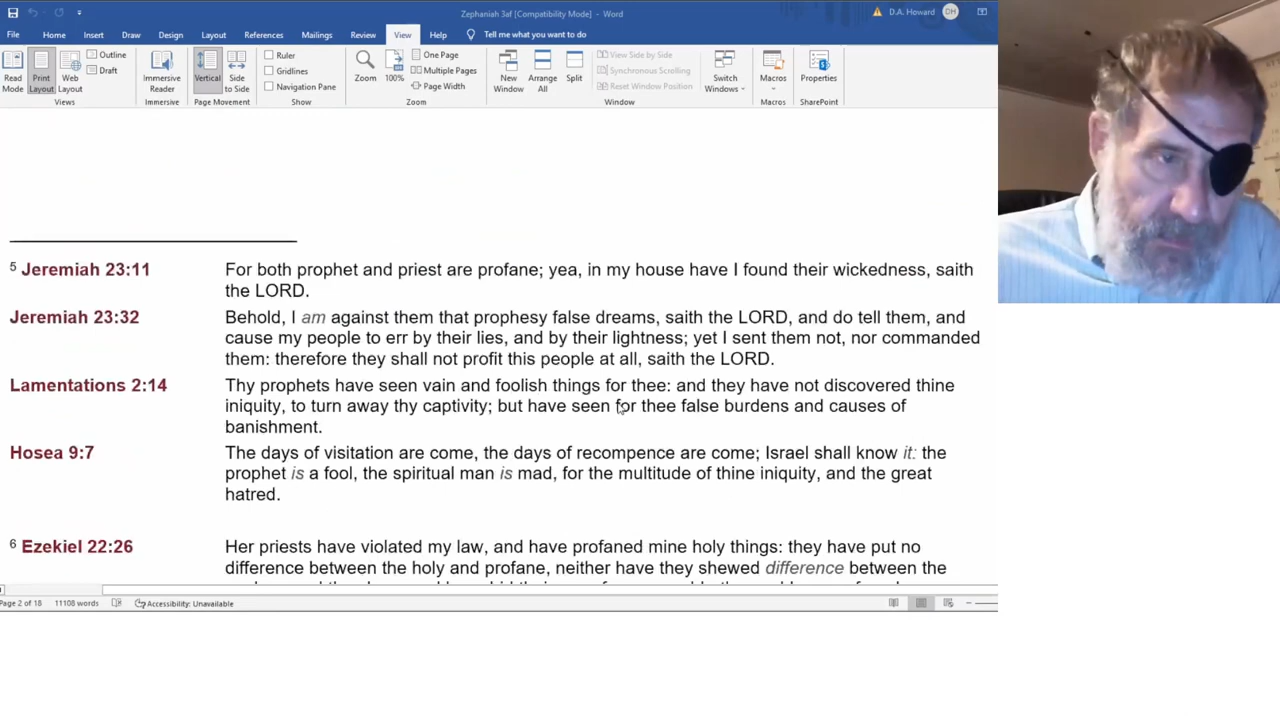 Zephaniah 3af [Compatibility Mode] - Word
D.A. Howard DH
File Home Insert Draw Design Layout References Mailings Review View Help Tell me what you want to do
Read Mode
Print Layout
Web Layout
Outline
Draft
Views
Immersive Reader
Immersive
Vertical
Side to Side
Page Movement
Ruler
Gridlines
Navigation Pane
Show
Zoom
100%
One Page
Multiple Pages
Page Width
Zoom
New Window
Arrange All
Split
View Side by Side
Synchronous Scrolling
Reset Window Position
Window
Switch Windows
Macros
Macros
Properties
SharePoint
5 Jeremiah 23:11 For both prophet and priest are profane; yea, in my house have I found their wickedness, saith
the LORD.
Jeremiah 23:32 Behold, I am against them that prophesy false dreams, saith the LORD, and do tell them, and
cause my people to err by their lies, and by their lightness; yet I sent them not, nor commanded
them: therefore they shall not profit this people at all, saith the LORD.
Lamentations 2:14 Thy prophets have seen vain and foolish things for thee: and they have not discovered thine
iniquity, to turn away thy captivity; but have seen for thee false burdens and causes of
banishment.
Hosea 9:7 The days of visitation are come, the days of recompence are come; Israel shall know it: the
prophet is a fool, the spiritual man is mad, for the multitude of thine iniquity, and the great
hatred.
6 Ezekiel 22:26 Her priests have violated my law, and have profaned mine holy things: they have put no
difference between the holy and profane, neither have they shewed difference between the
Page 2 of 18 11108 words Accessibility: Unavailable